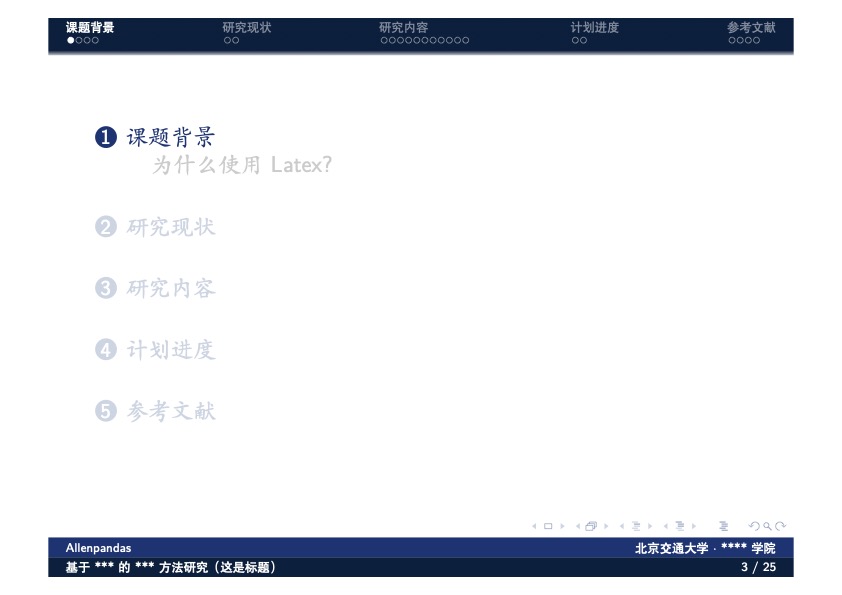 课题背景 研究现状 研究内容 计划进度 参考文献
1 课题背景
为什么使用 Latex?
2 研究现状
3 研究内容
4 计划进度
5 参考文献
Allenpandas 北京交通大学 · **** 学院
基于 *** 的 *** 方法研究（这是标题） 3 / 25